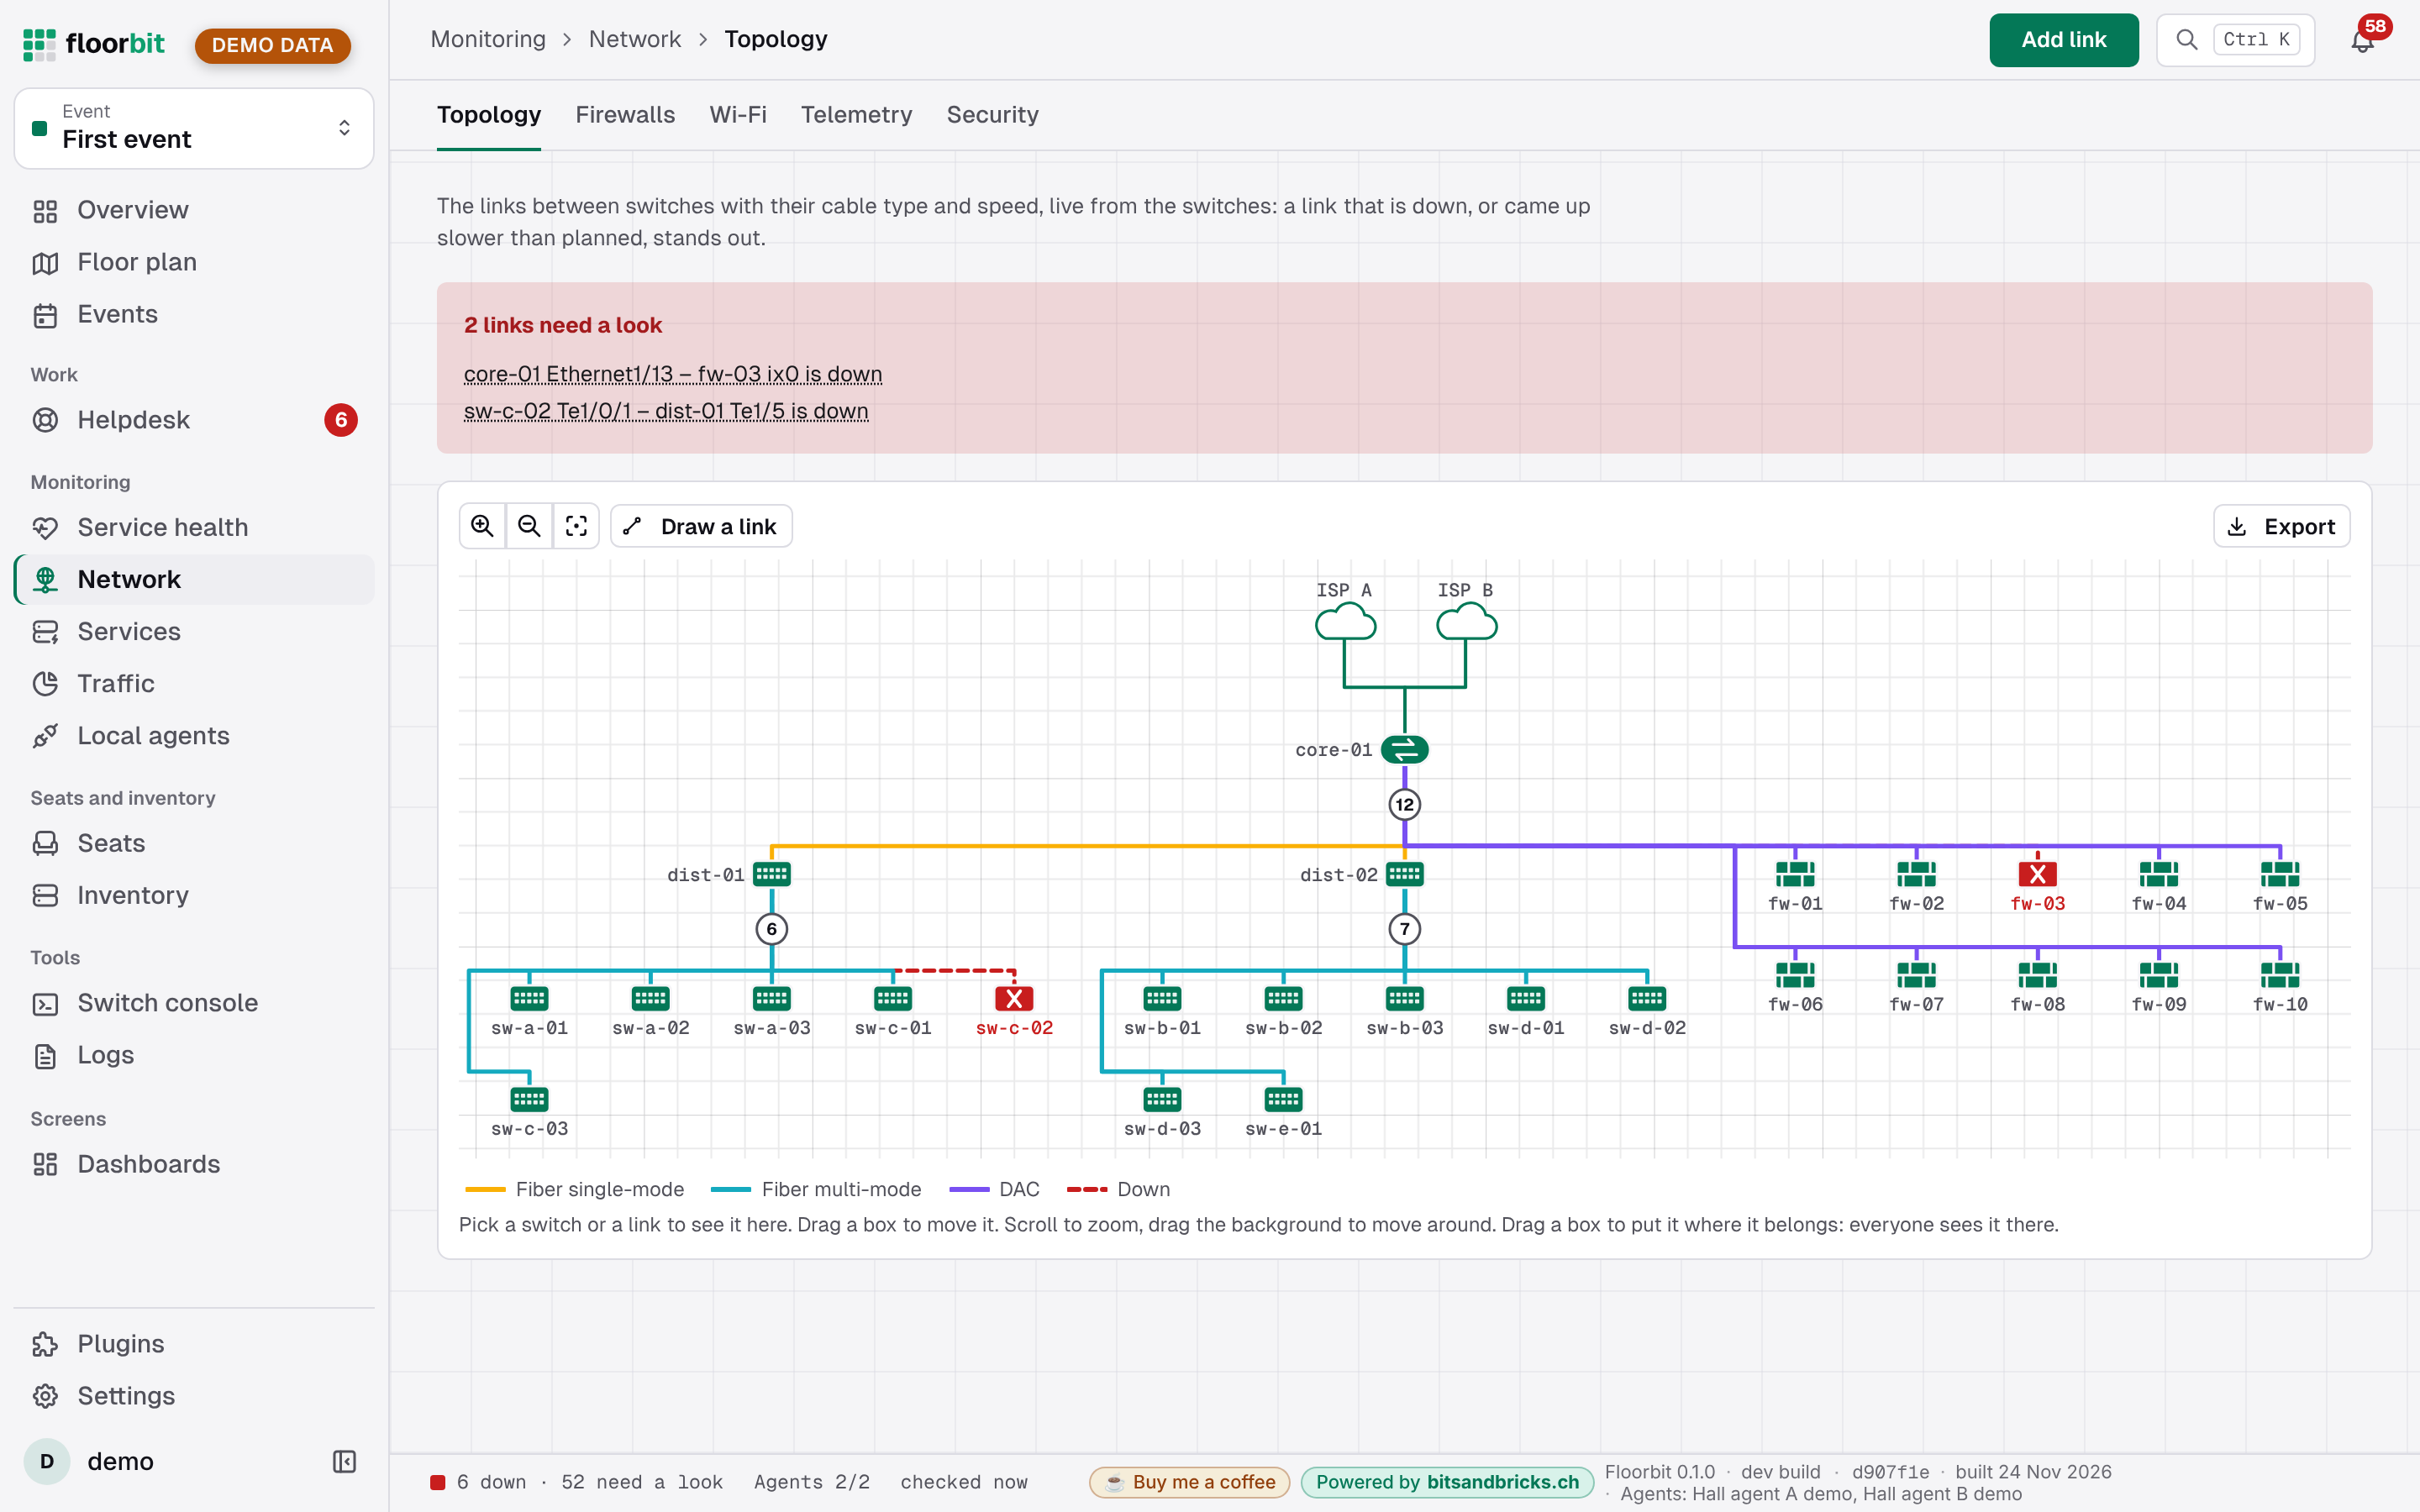 floorbit
DEMO DATA
Event
First event
Overview
Floor plan
Events
Work
Helpdesk
6
Monitoring
Service health
Network
Services
Traffic
Local agents
Seats and inventory
Seats
Inventory
Tools
Switch console
Logs
Screens
Dashboards
Plugins
Settings
D
demo
Monitoring > Network > Topology
Add link
Ctrl K
58
Topology
Firewalls
Wi-Fi
Telemetry
Security
The links between switches with their cable type and speed, live from the switches: a link that is down, or came up
slower than planned, stands out.
2 links need a look
core-01 Ethernet1/13 – fw-03 ix0 is down
sw-c-02 Te1/0/1 – dist-01 Te1/5 is down
Draw a link
Export
ISP A
ISP B
core-01
12
dist-01
dist-02
fw-01
fw-02
fw-03
fw-04
fw-05
6
7
fw-06
fw-07
fw-08
fw-09
fw-10
sw-a-01
sw-a-02
sw-a-03
sw-c-01
sw-c-02
sw-b-01
sw-b-02
sw-b-03
sw-d-01
sw-d-02
sw-c-03
sw-d-03
sw-e-01
Fiber single-mode
Fiber multi-mode
DAC
Down
Pick a switch or a link to see it here. Drag a box to move it. Scroll to zoom, drag the background to move around. Drag a box to put it where it belongs: everyone sees it there.
6 down · 52 need a look
Agents 2/2
checked now
Buy me a coffee
Powered by bitsandbricks.ch
Floorbit 0.1.0 · dev build · d907f1e · built 24 Nov 2026
· Agents: Hall agent A demo, Hall agent B demo